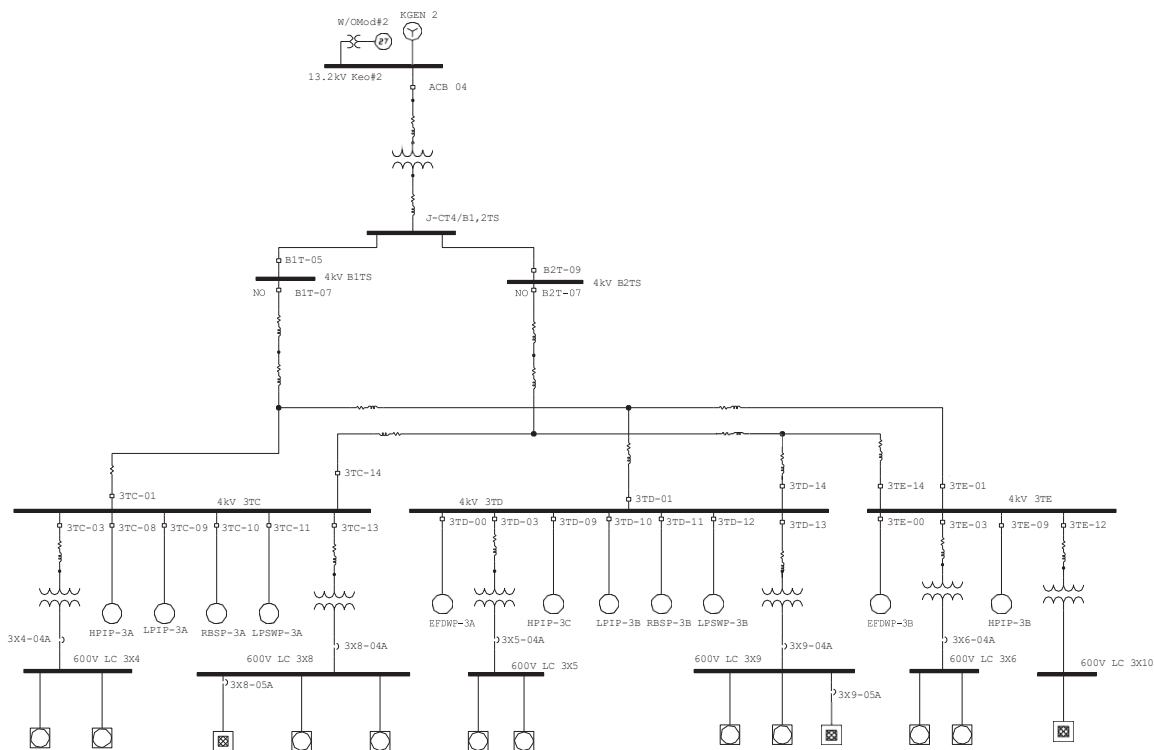 KGEN 2
W/OMod#2
27
13.2kV Keo#2
ACB 04
J-CT4/B1,2TS
B1T-05
4kV B1TS
NO B1T-07
B2T-09
4kV B2TS
NO B2T-07
3TC-14
3TC-01
4kV 3TC
4kV 3TD
3TD-01
3TD-14
3TE-14
3TE-01
4kV 3TE
3TC-03
3TC-08
3TC-09
3TC-10
3TC-11
3TC-13
3TD-00
3TD-03
3TD-09
3TD-10
3TD-11
3TD-12
3TD-13
3TE-00
3TE-03
3TE-09
3TE-12
HPIP-3A
LPIP-3A
RBSP-3A
LPSWP-3A
EFDWP-3A
HPIP-3C
LPIP-3B
RBSP-3B
LPSWP-3B
EFDWP-3B
HPIP-3B
3X4-04A
3X8-04A
3X5-04A
3X9-04A
3X6-04A
600V LC 3X4
600V LC 3X8
600V LC 3X5
600V LC 3X9
600V LC 3X6
600V LC 3X10
3X8-05A
3X9-05A